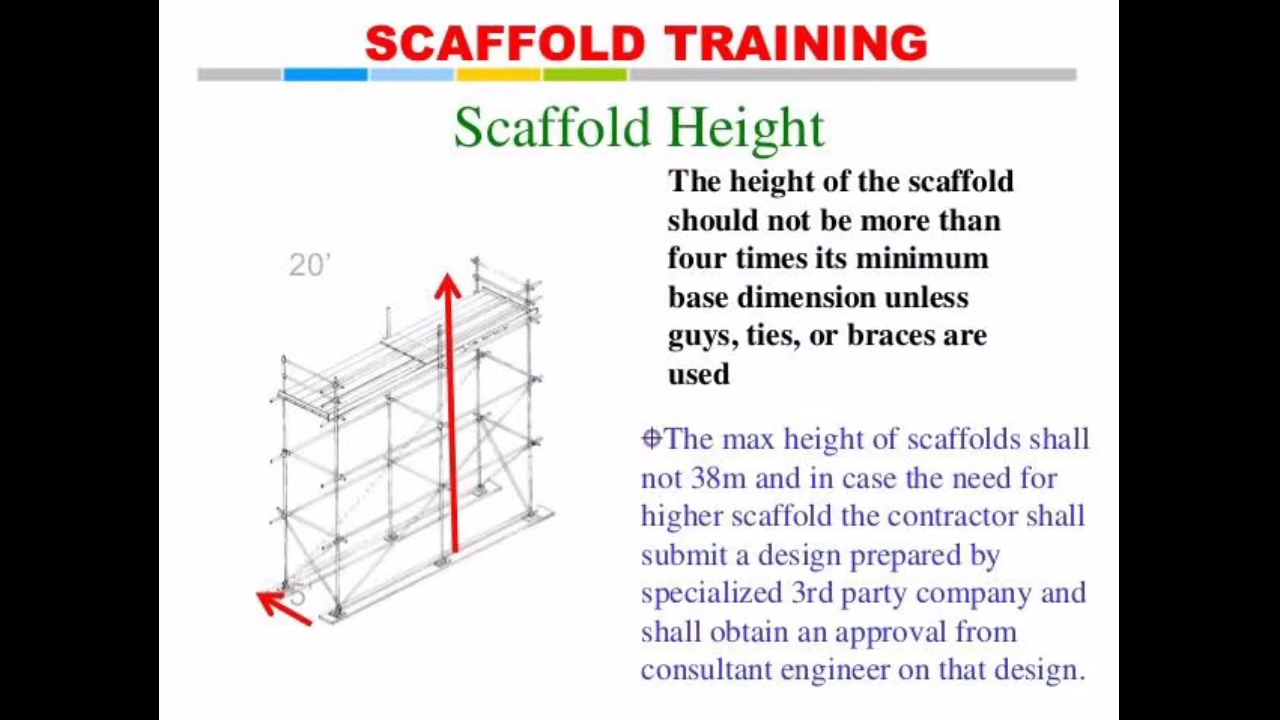 SCAFFOLD TRAINING
Scaffold Height
The height of the scaffold
should not be more than
four times its minimum
base dimension unless
guys, ties, or braces are
used
20’
5’
The max height of scaffolds shall
not 38m and in case the need for
higher scaffold the contractor shall
submit a design prepared by
specialized 3rd party company and
shall obtain an approval from
consultant engineer on that design.